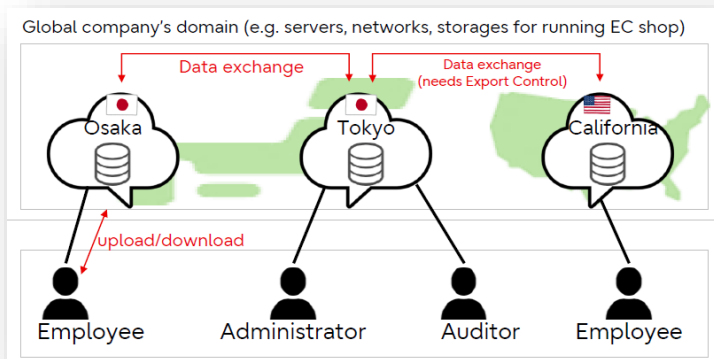 Global company's domain (e.g. servers, networks, storages for running EC shop)
Data exchange
Data exchange
(needs Export Control)
Osaka
Tokyo
California
upload/download
Employee
Administrator
Auditor
Employee